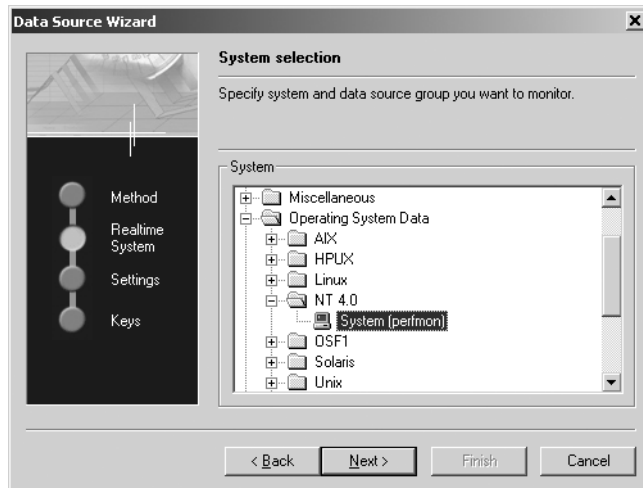 Data Source Wizard
System selection
Specify system and data source group you want to monitor.
Method
Realtime
System
Settings
Keys
System
Miscellaneous
Operating System Data
AIX
HPUX
Linux
NT 4.0
System (perfmon)
OSF1
Solaris
Unix
< Back
Next >
Finish
Cancel